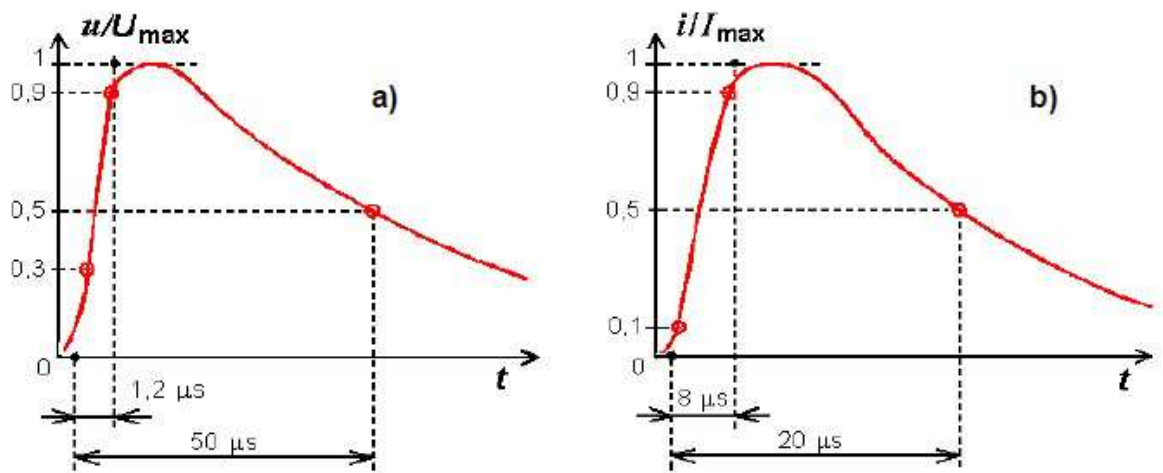 u/Umax
1
0,9
a)
0,5
0,3
0
t
1,2 μs
50 μs
i/Imax
1
0,9
b)
0,5
0,1
0
t
8 μs
20 μs